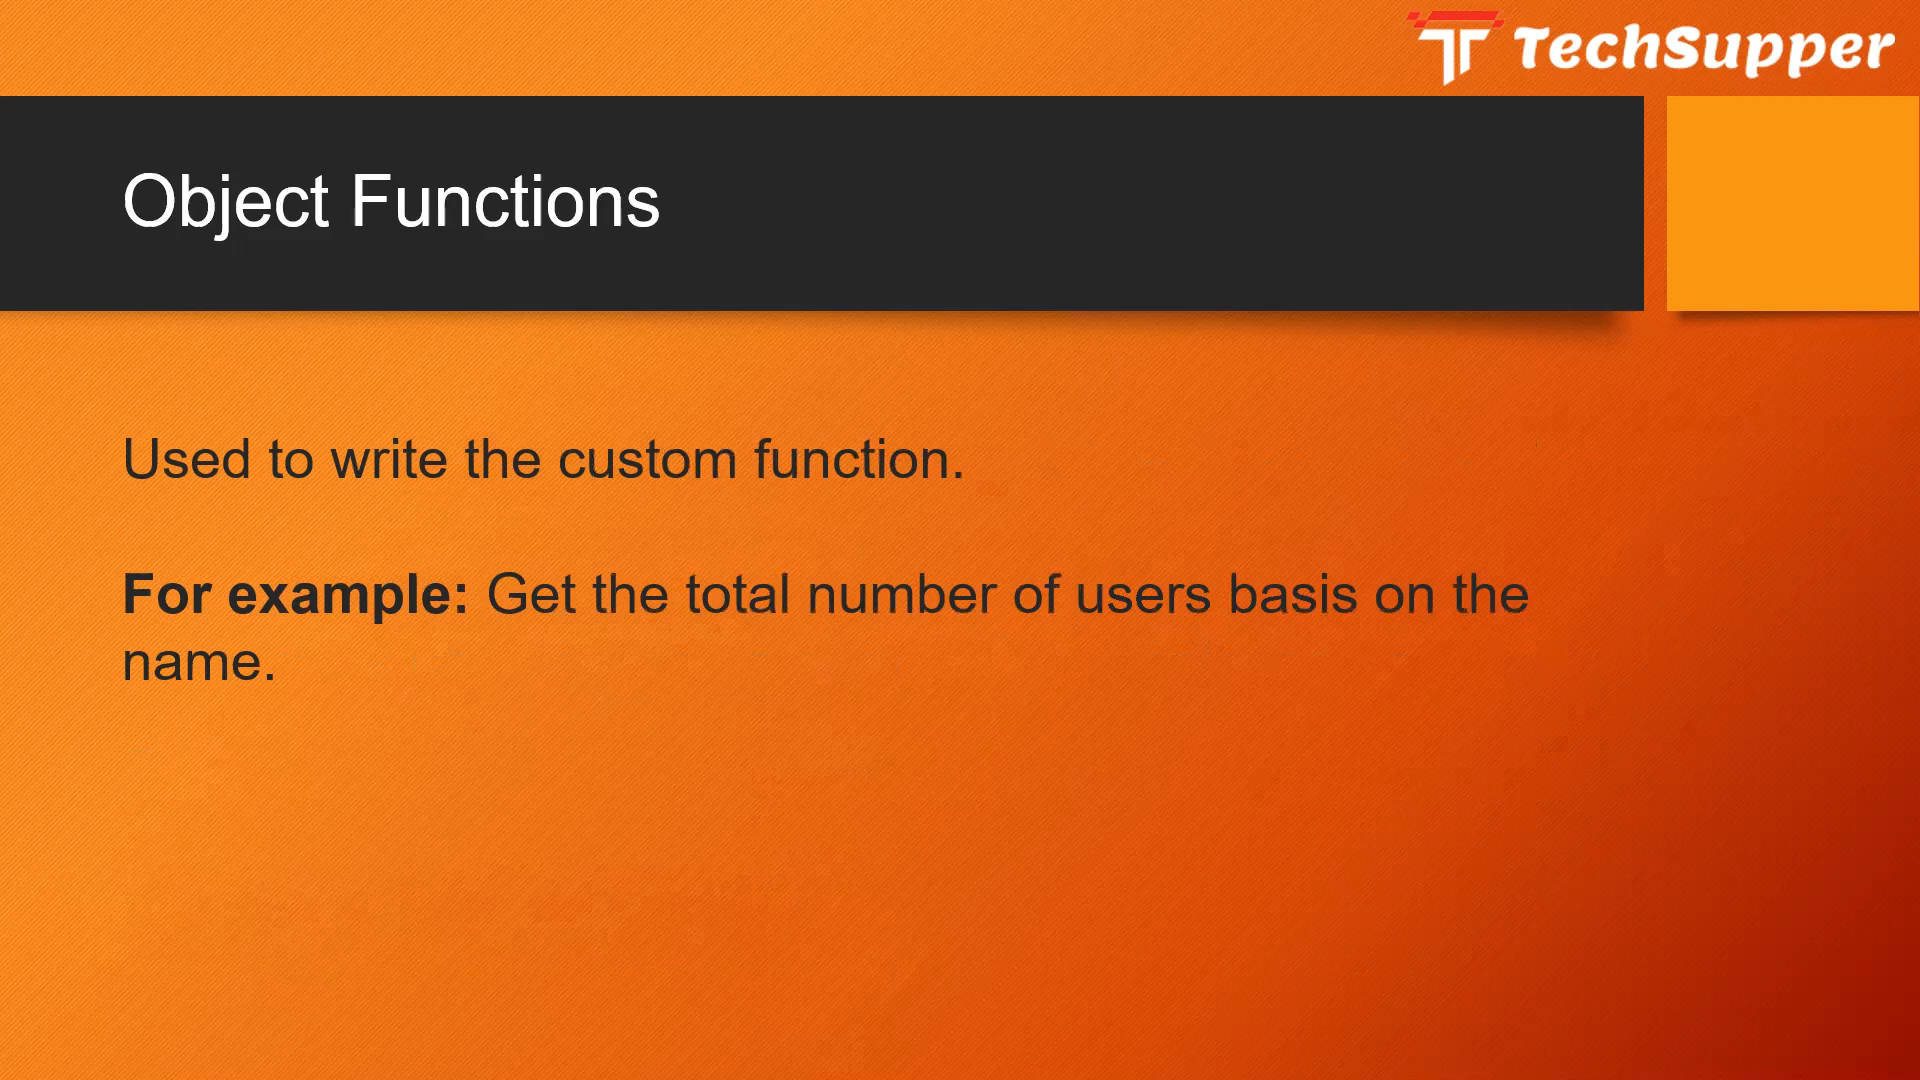 TechSupper
Object Functions
Used to write the custom function.
For example: Get the total number of users basis on the
name.